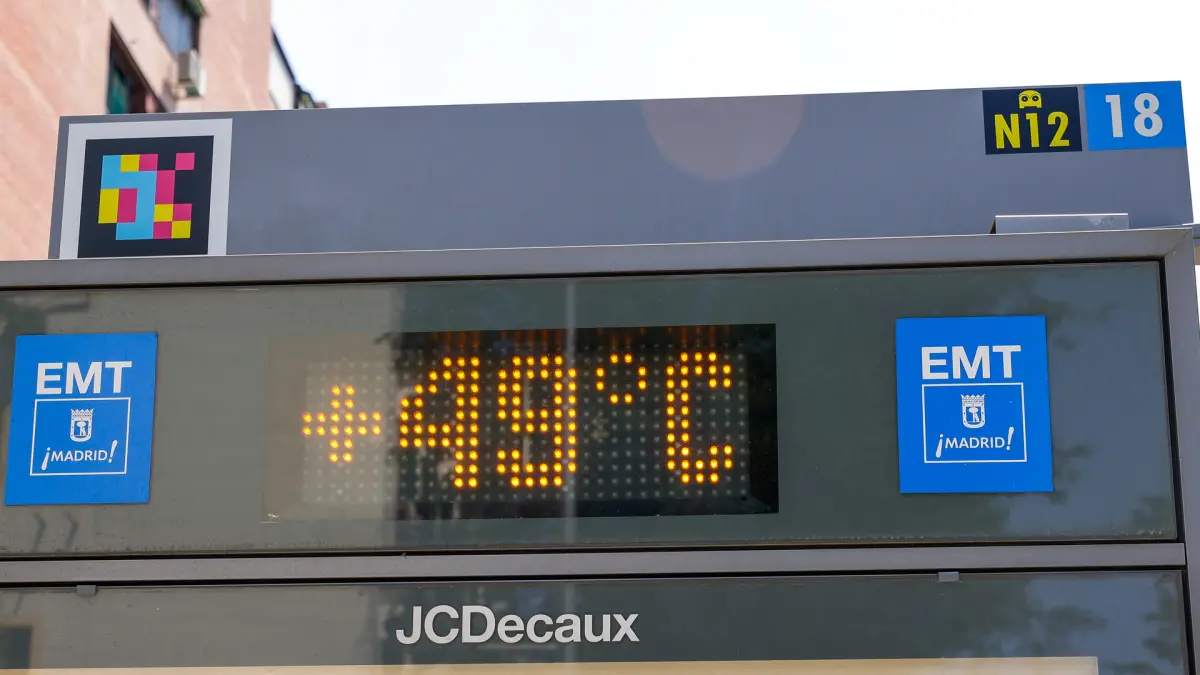 N12
18
EMT
¡MADRID!
+49°C
EMT
¡MADRID!
JCDecaux